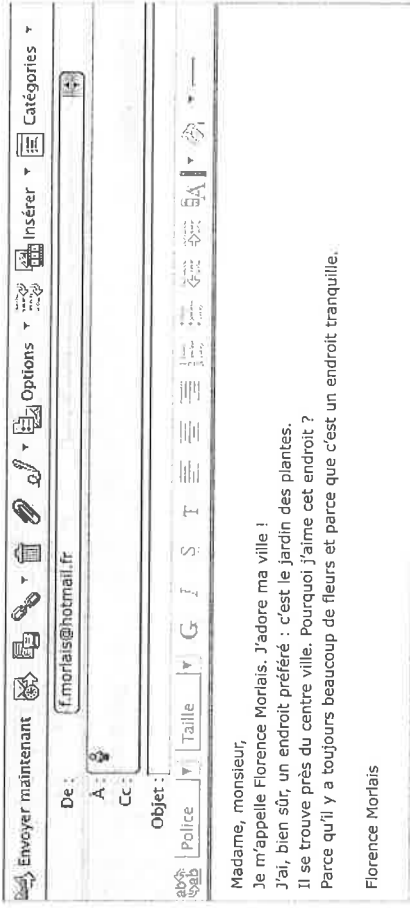 Envoyer maintenant Options Insérer Catégories
De : f.morlais@hotmail.fr
À :
Cc :
Objet :
Police Taille G I S T A
Madame, monsieur,
Je m'appelle Florence Morlais. J'adore ma ville !
J'ai, bien sûr, un endroit préféré : c'est le jardin des plantes.
Il se trouve près du centre ville. Pourquoi j'aime cet endroit ?
Parce qu'il y a toujours beaucoup de fleurs et parce que c'est un endroit tranquille.
Florence Morlais